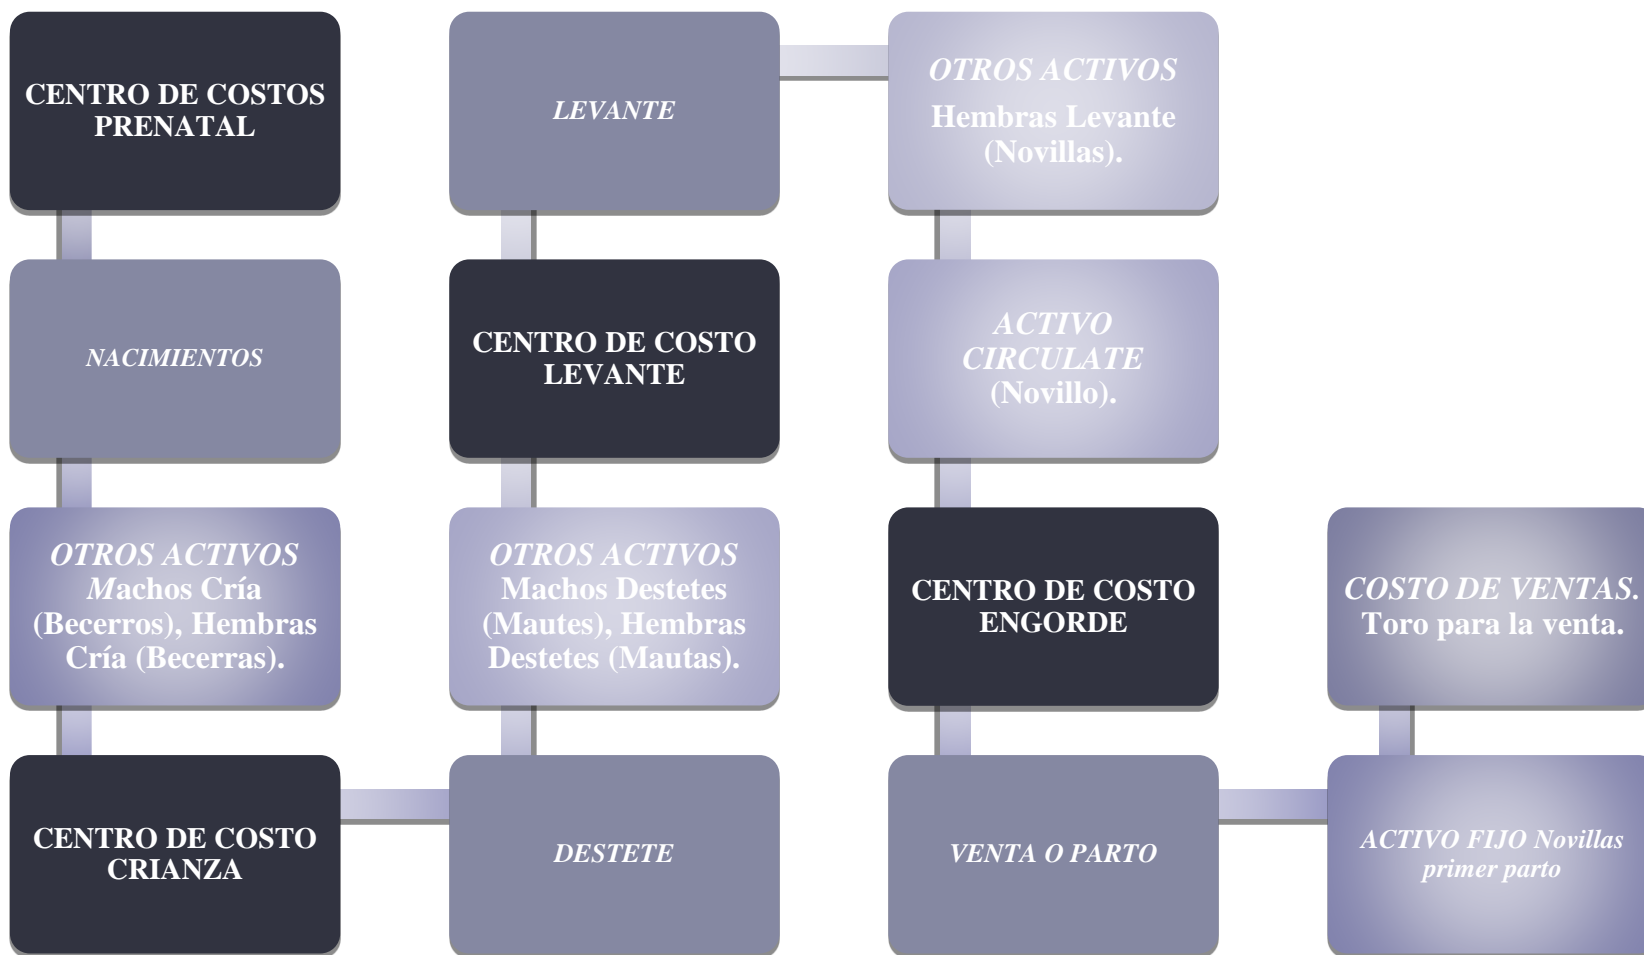 CENTRO DE COSTOS
PRENATAL
NACIMIENTOS
OTROS ACTIVOS
Machos Cría
(Becerros), Hembras
Cría (Becerras).
CENTRO DE COSTO
CRIANZA
DESTETE
OTROS ACTIVOS
Machos Destetes
(Mautes), Hembras
Destetes (Mautas).
CENTRO DE COSTO
LEVANTE
LEVANTE
OTROS ACTIVOS
Hembras Levante
(Novillas).
ACTIVO
CIRCULATE
(Novillo).
CENTRO DE COSTO
ENGORDE
VENTA O PARTO
ACTIVO FIJO Novillas
primer parto
COSTO DE VENTAS.
Toro para la venta.